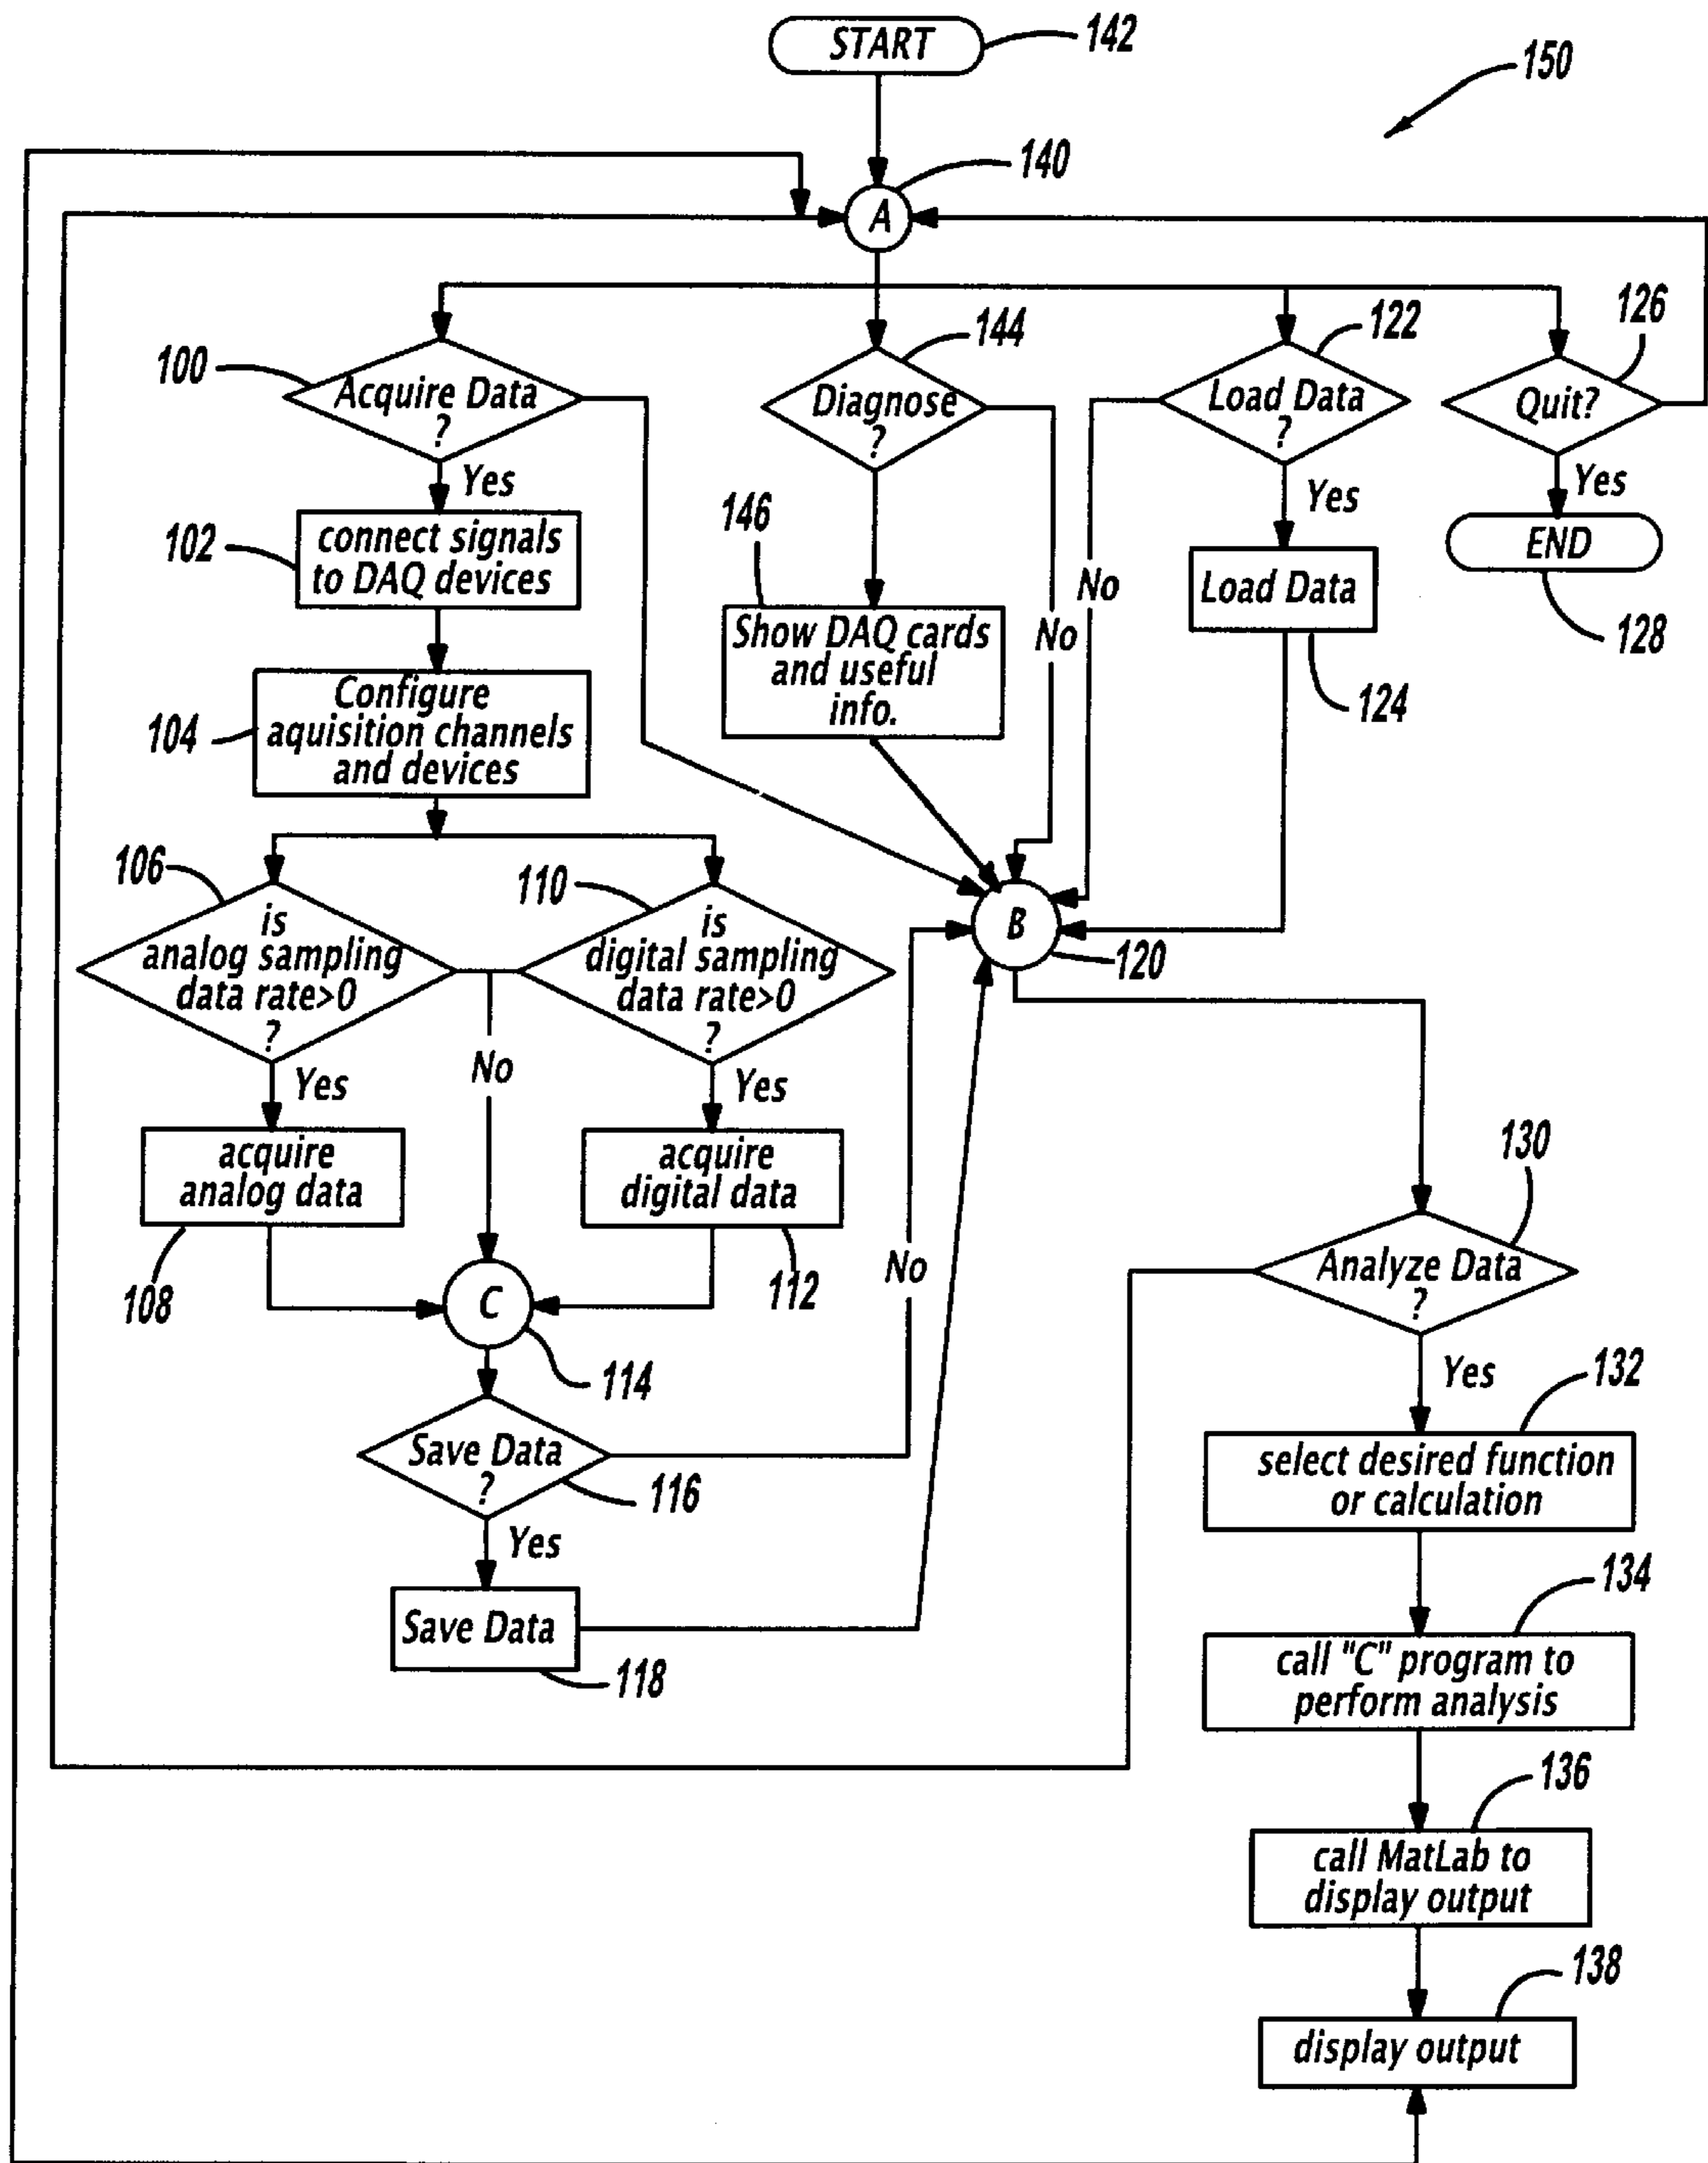 START
142
150
140
A
100
Acquire Data
?
144
Diagnose
?
122
Load Data
?
126
Quit?
Yes
Yes
Yes
102
connect signals
to DAQ devices
146
Show DAQ cards
and useful
info.
No
No
Load Data
124
END
128
104
Configure
aquisition channels
and devices
106
is
analog sampling
data rate>0
?
110
is
digital sampling
data rate>0
?
B
120
Yes
No
Yes
acquire
analog data
108
acquire
digital data
112
No
130
Analyze Data
?
C
114
Yes
Save Data
?
116
132
select desired function
or calculation
Yes
Save Data
118
134
call "C" program to
perform analysis
136
call MatLab to
display output
138
display output